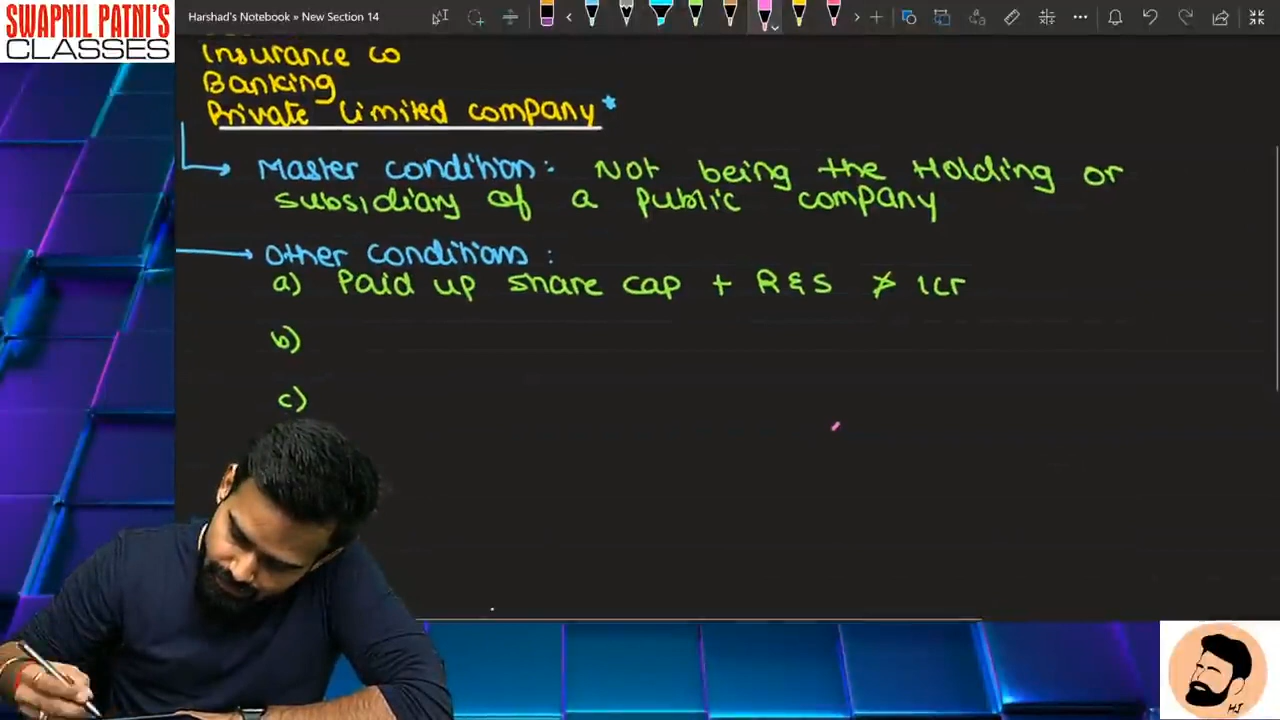 SWAPNIL PATNI'S
CLASSES
Harshad's Notebook » New Section 14
Insurance co
Banking
Private Limited company*
Master condition: Not being the Holding or
subsidiary of a public company
Other conditions:
a) Paid up share cap + R & S ≯ 1cr
b)
c)
HJ